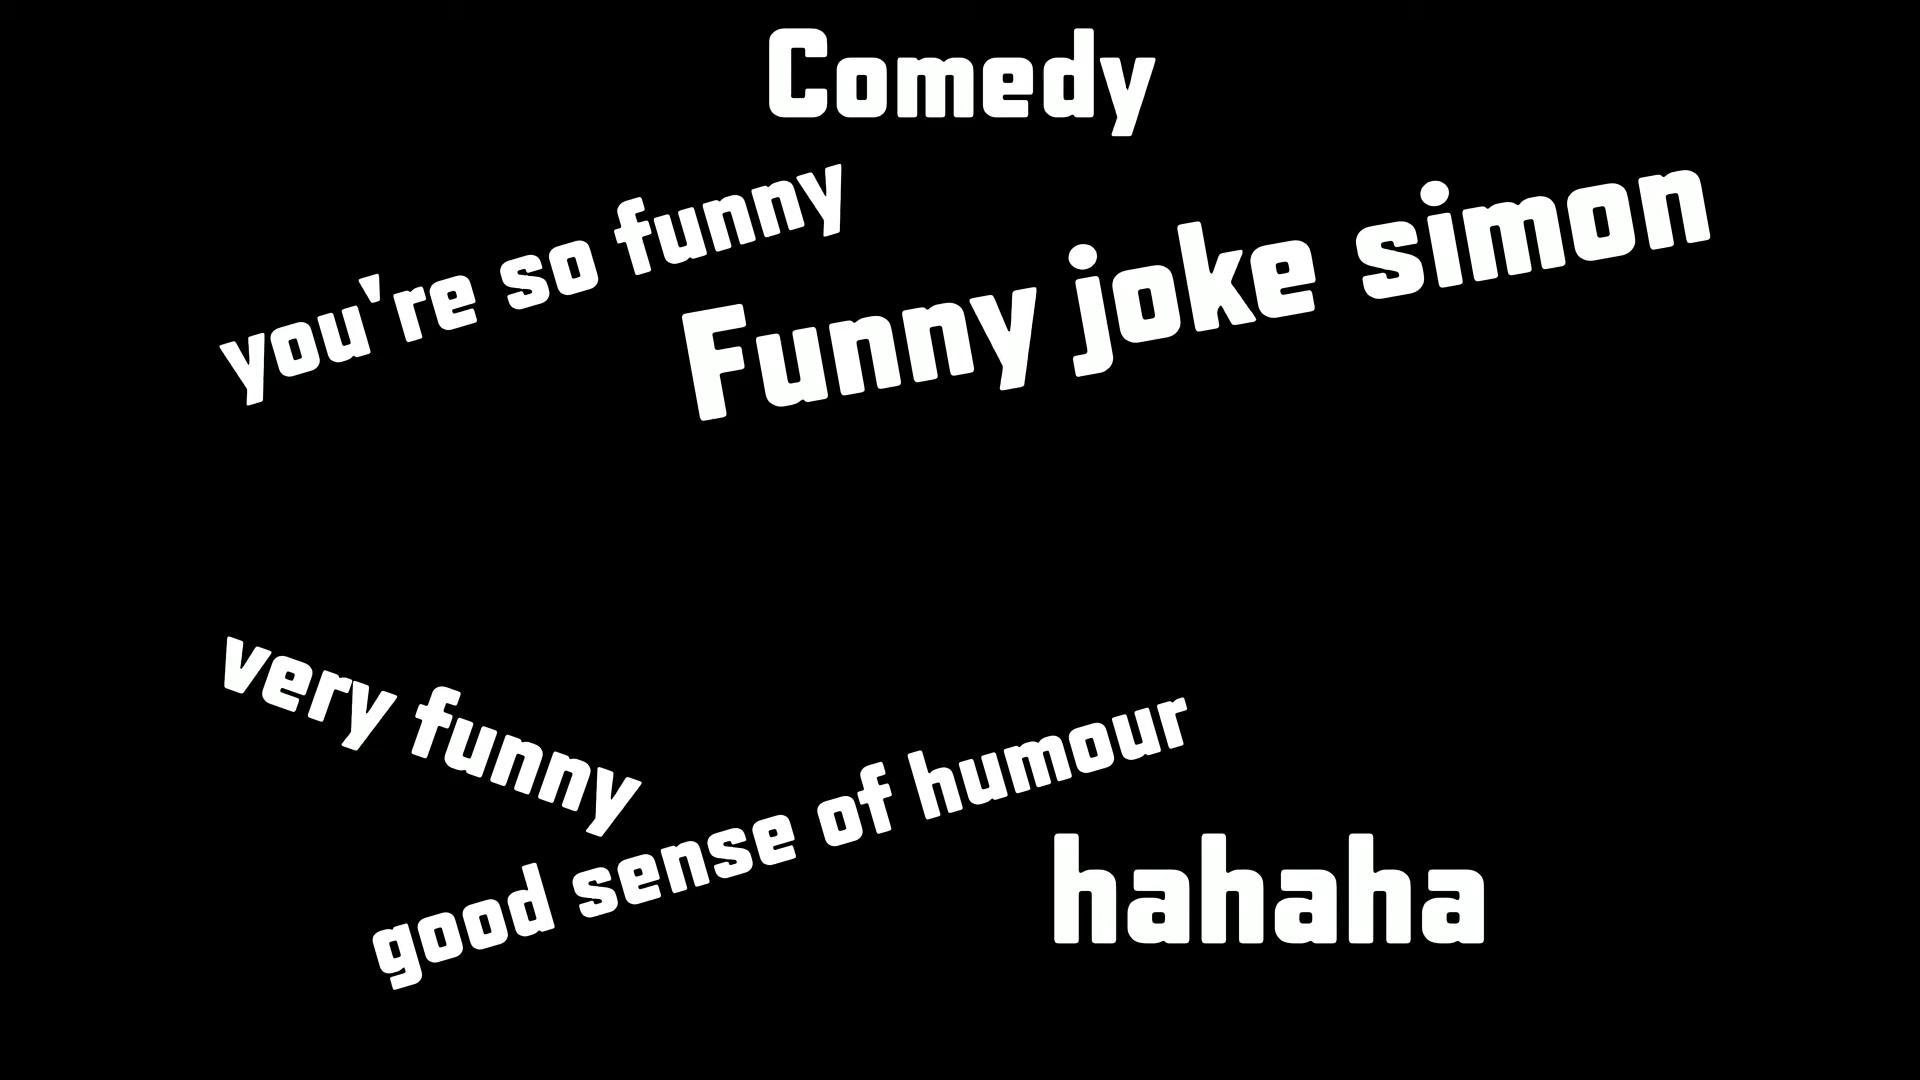 Comedy
you're so funny
Funny joke simon
very funny
good sense of humour
hahaha